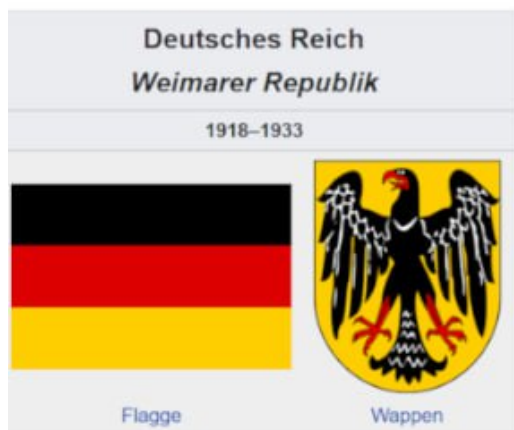 Deutsches Reich
Weimarer Republik
1918–1933
Flagge Wappen